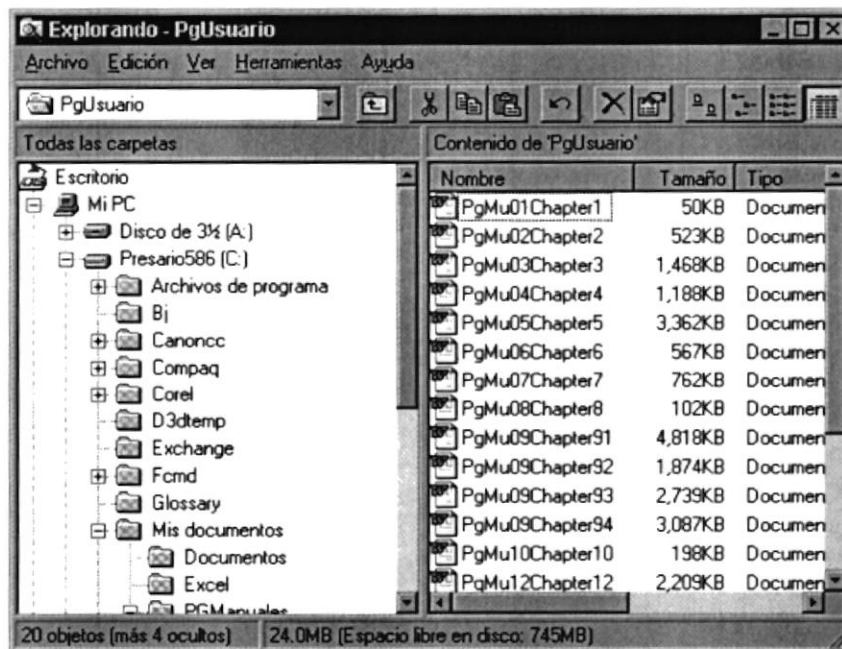 Explorando - PgUsuario
Archivo Edición Ver Herramientas Ayuda
PgUsuario
Todas las carpetas
Escritorio
Mi PC
Disco de 3½ (A:)
Presario586 (C:)
Archivos de programa
Bj
Canoncc
Compaq
Corel
D3dtemp
Exchange
Fcmd
Glossary
Mis documentos
Documentos
Excel
PGManuales
Contenido de 'PgUsuario'
Nombre Tamaño Tipo
PgMu01Chapter1 50KB Documen
PgMu02Chapter2 523KB Documen
PgMu03Chapter3 1,468KB Documen
PgMu04Chapter4 1,188KB Documen
PgMu05Chapter5 3,362KB Documen
PgMu06Chapter6 567KB Documen
PgMu07Chapter7 762KB Documen
PgMu08Chapter8 102KB Documen
PgMu09Chapter91 4,818KB Documen
PgMu09Chapter92 1,874KB Documen
PgMu09Chapter93 2,739KB Documen
PgMu09Chapter94 3,087KB Documen
PgMu10Chapter10 198KB Documen
PgMu12Chapter12 2,209KB Documen
20 objetos (más 4 ocultos) 24.0MB (Espacio libre en disco: 745MB)